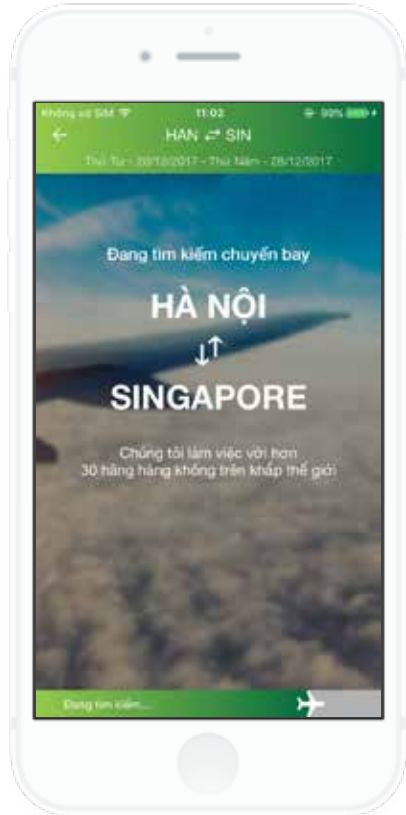 Không có SIM 11:02 99%
HAN ⇄ SIN
Thứ Tư - 20/12/2017 - Thứ Năm - 28/12/2017
Đang tìm kiếm chuyến bay
HÀ NỘI
↓↑
SINGAPORE
Chúng tôi làm việc với hơn
30 hãng hàng không trên khắp thế giới
Đang tìm kiếm...